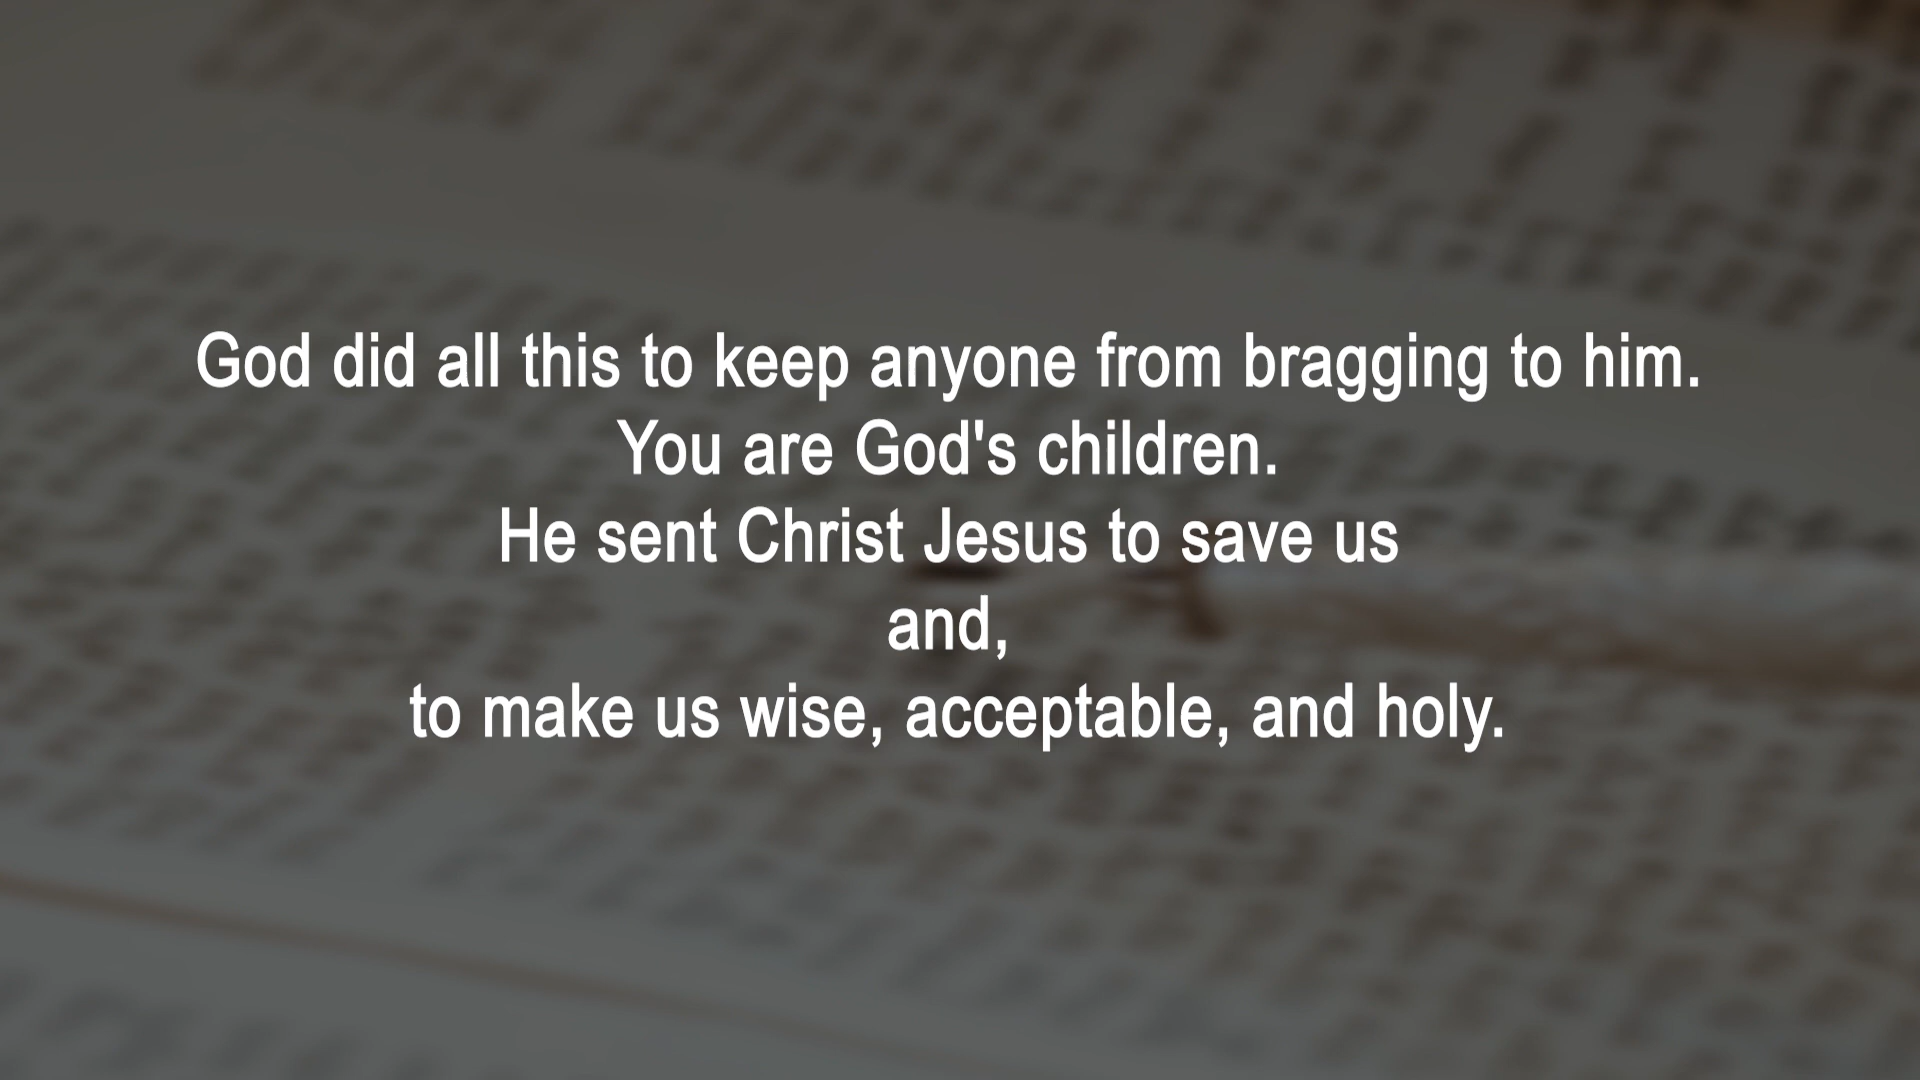 God did all this to keep anyone from bragging to him.
You are God's children.
He sent Christ Jesus to save us
and,
to make us wise, acceptable, and holy.